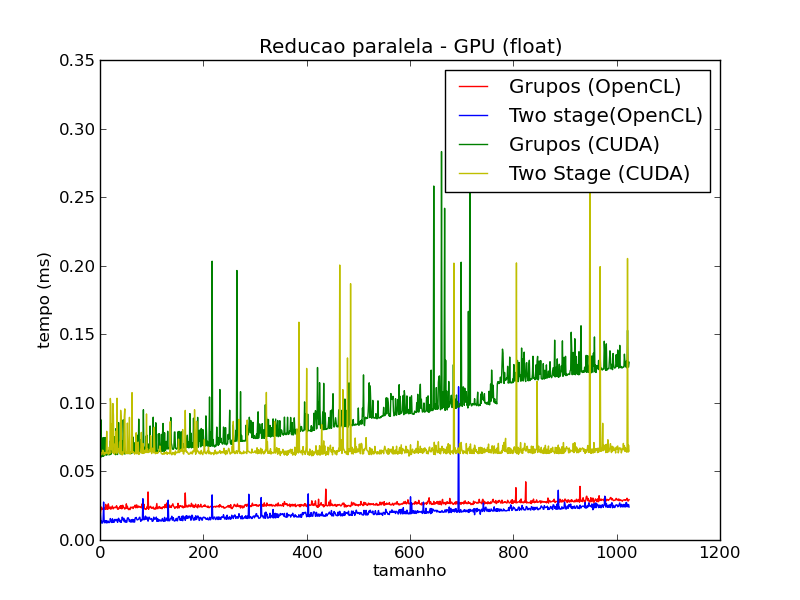 Reducao paralela - GPU (float)
Grupos (OpenCL)
Two stage(OpenCL)
Grupos (CUDA)
Two Stage (CUDA)
tempo (ms)
0.35
0.30
0.25
0.20
0.15
0.10
0.05
0.00
0 200 400 600 800 1000 1200
tamanho